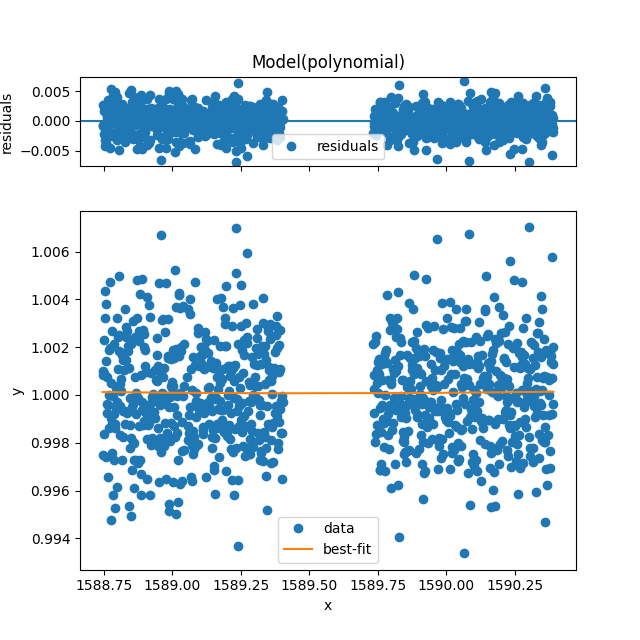 Model(polynomial)
residuals
0.005
0.000
−0.005
residuals
y
1.006
1.004
1.002
1.000
0.998
0.996
0.994
data
best-fit
1588.75 1589.00 1589.25 1589.50 1589.75 1590.00 1590.25
x